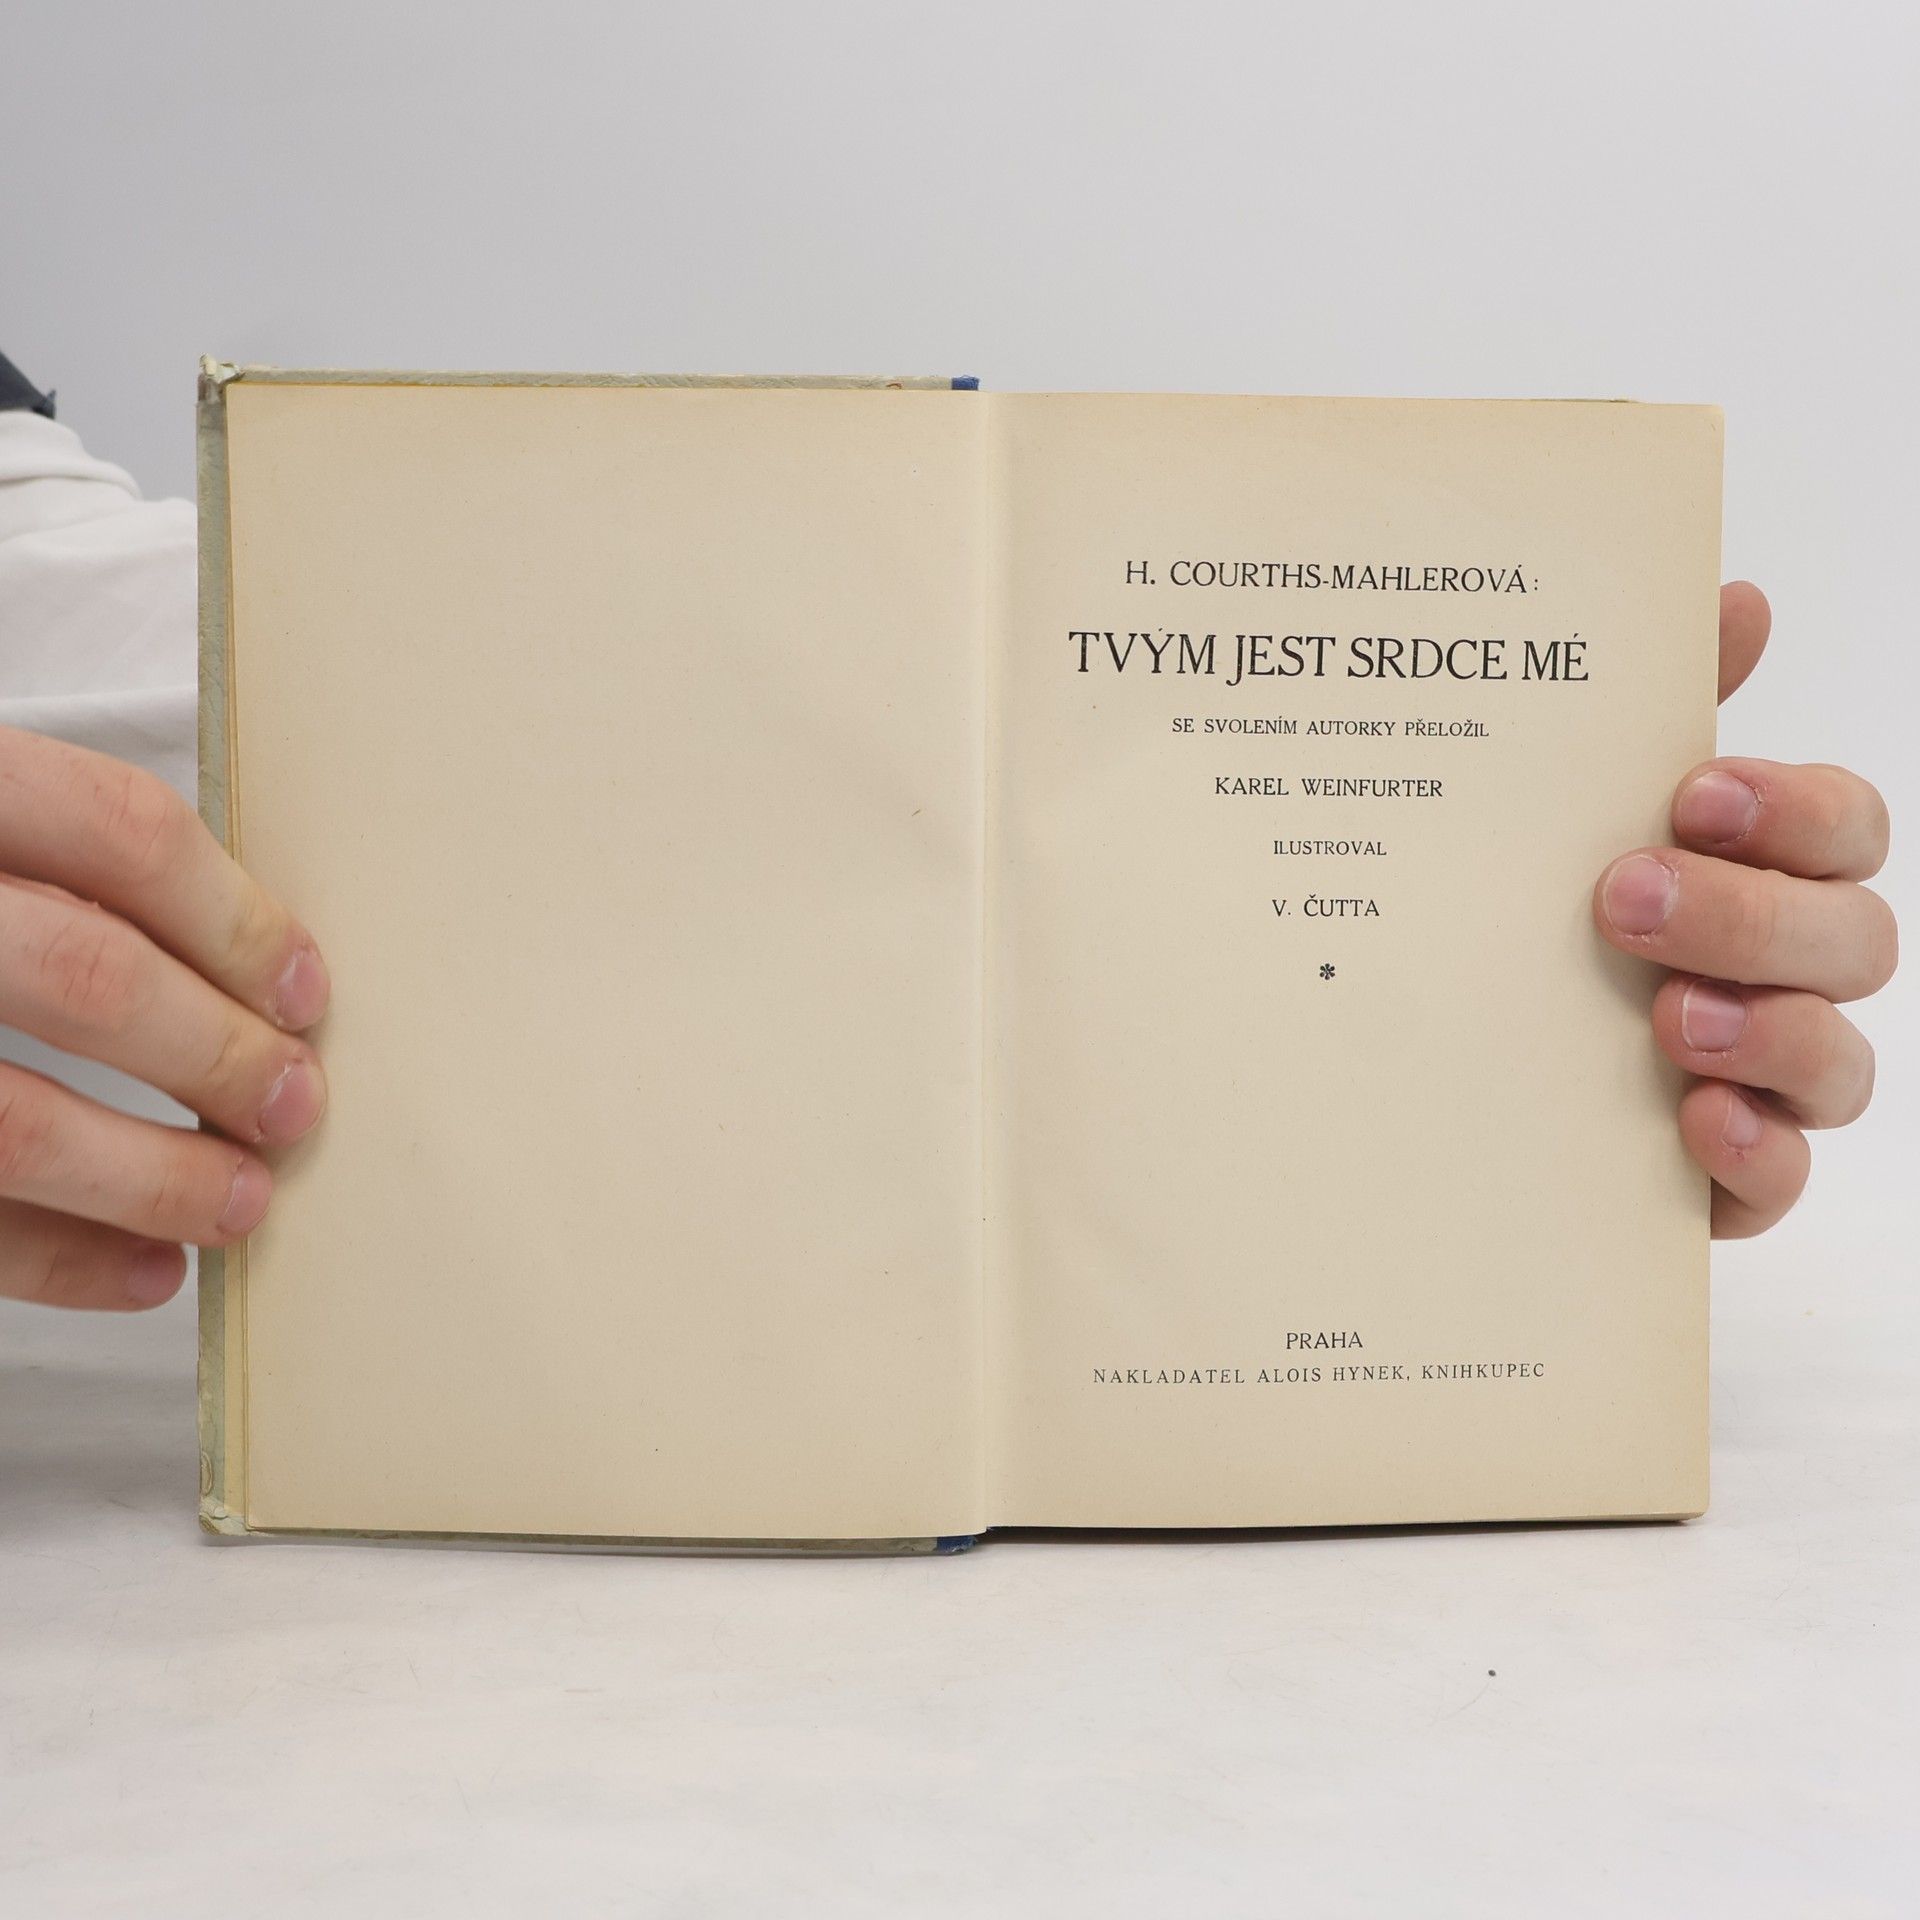 H. COURTHS-MAHLEROVÁ:
TVÝM JEST SRDCE MÉ
SE SVOLENÍM AUTORKY PŘELOŽIL
KAREL WEINFURTER
ILUSTROVAL
V. ČUTTA
*
PRAHA
NAKLADATEL ALOIS HYNEK, KNIHKUPEC